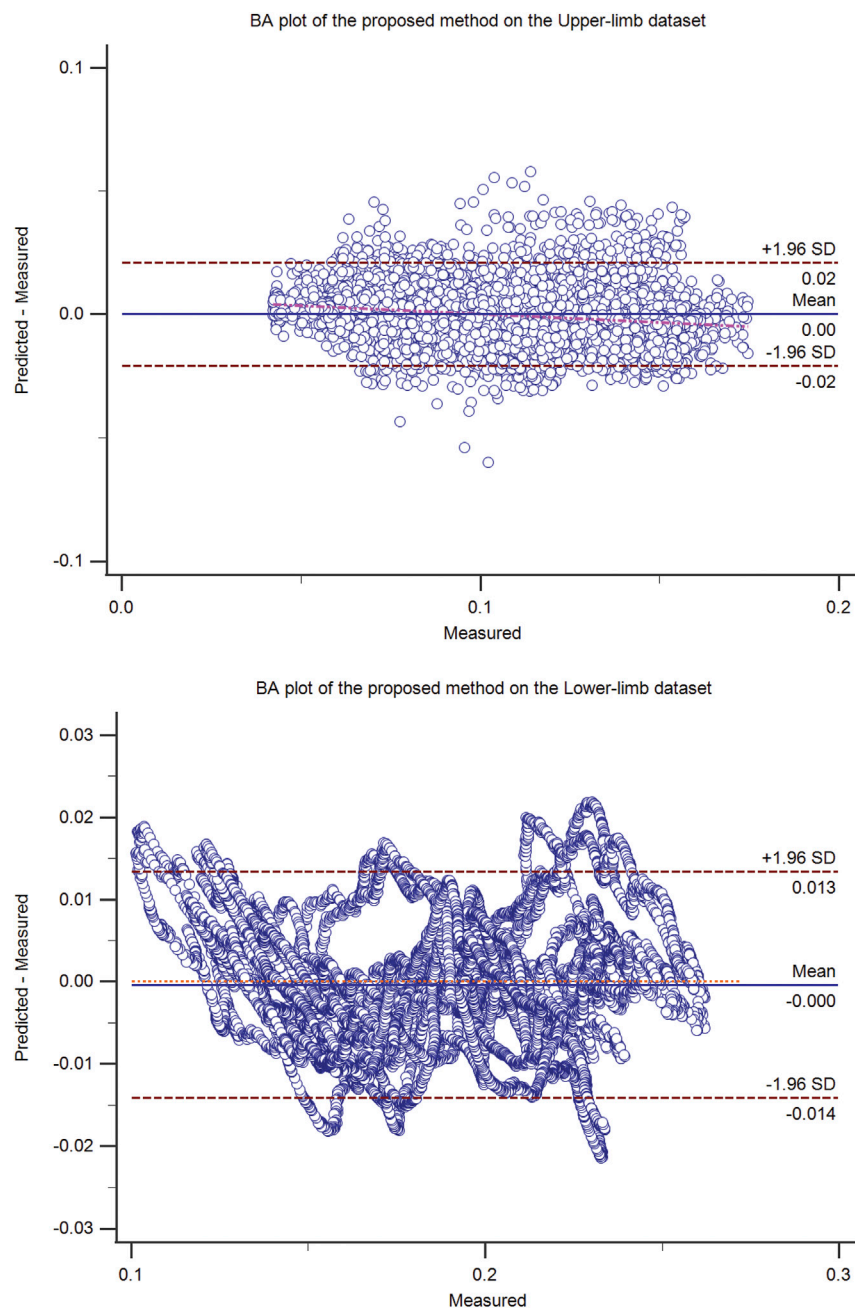 BA plot of the proposed method on the Upper-limb dataset
0.1
+1.96 SD
0.02
Mean
0.0
0.00
-1.96 SD
-0.02
-0.1
0.0 0.1 0.2
Predicted - Measured
Measured
BA plot of the proposed method on the Lower-limb dataset
0.03
0.02
+1.96 SD
0.013
0.01
Mean
0.00
-0.000
-0.01
-1.96 SD
-0.014
-0.02
-0.03
0.1 0.2 0.3
Predicted - Measured
Measured